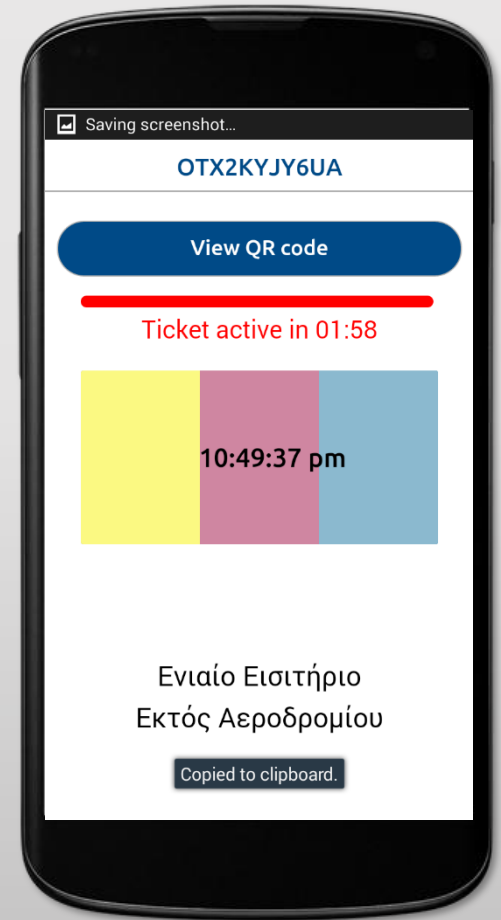 Saving screenshot...
OTX2KYJY6UA
View QR code
Ticket active in 01:58
10:49:37 pm
Ενιαίο Εισιτήριο
Εκτός Αεροδρομίου
Copied to clipboard.